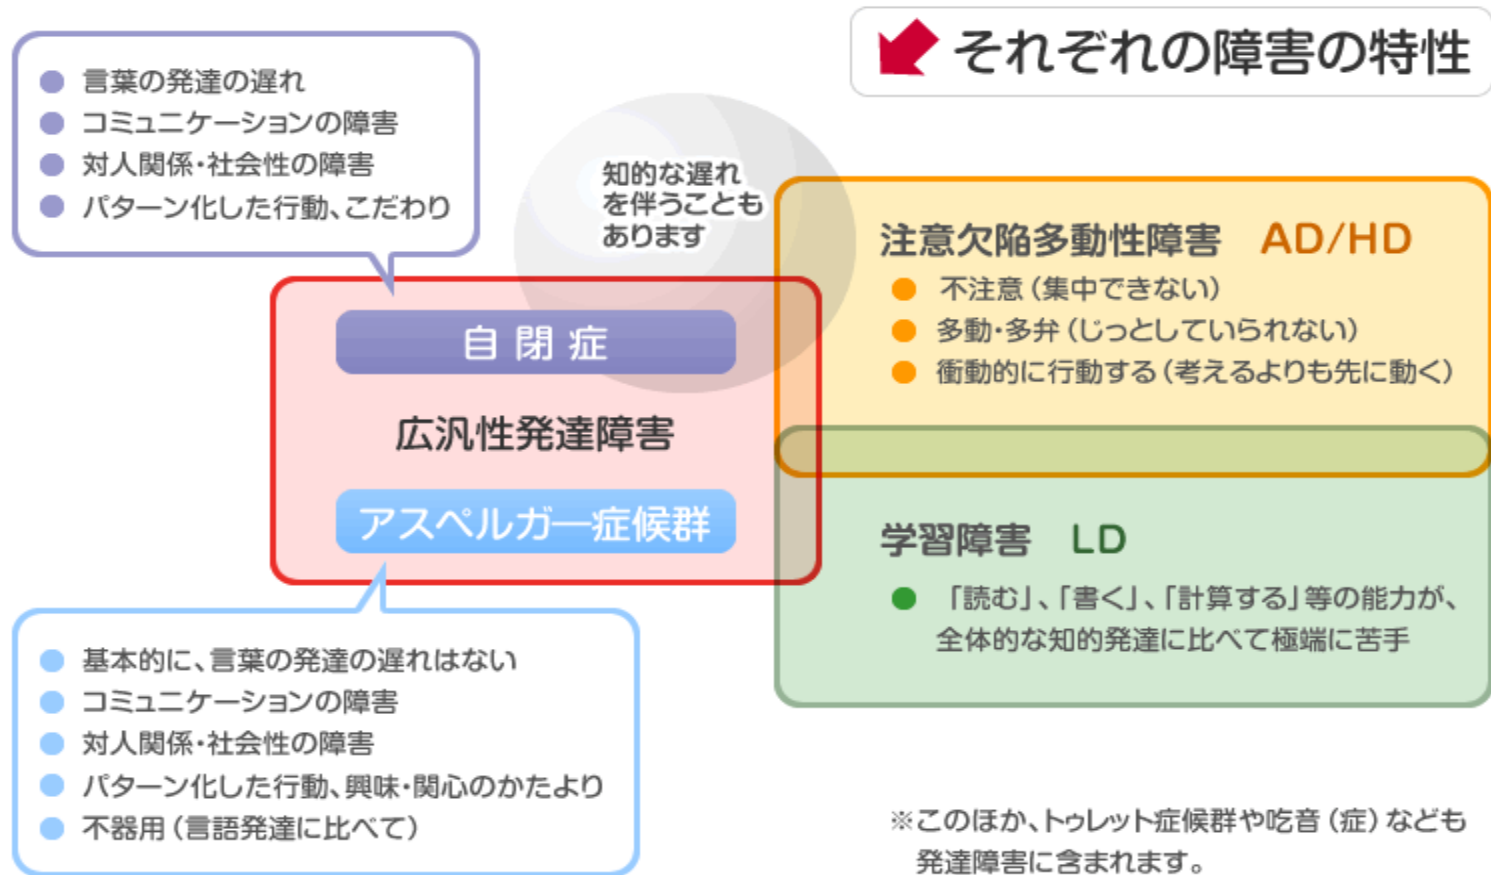 それぞれの障害の特性
● 言葉の発達の遅れ
● コミュニケーションの障害
● 対人関係・社会性の障害
● パターン化した行動、こだわり
知的な遅れ
を伴うことも
あります
自閉症
広汎性発達障害
アスペルガー症候群
● 基本的に、言葉の発達の遅れはない
● コミュニケーションの障害
● 対人関係・社会性の障害
● パターン化した行動、興味・関心のかたより
● 不器用（言語発達に比べて）
注意欠陥多動性障害 AD/HD
● 不注意（集中できない）
● 多動・多弁（じっとしていられない）
● 衝動的に行動する（考えるよりも先に動く）
学習障害 LD
● 「読む」、「書く」、「計算する」等の能力が、
全体的な知的発達に比べて極端に苦手
※このほか、トゥレット症候群や吃音（症）なども
発達障害に含まれます。